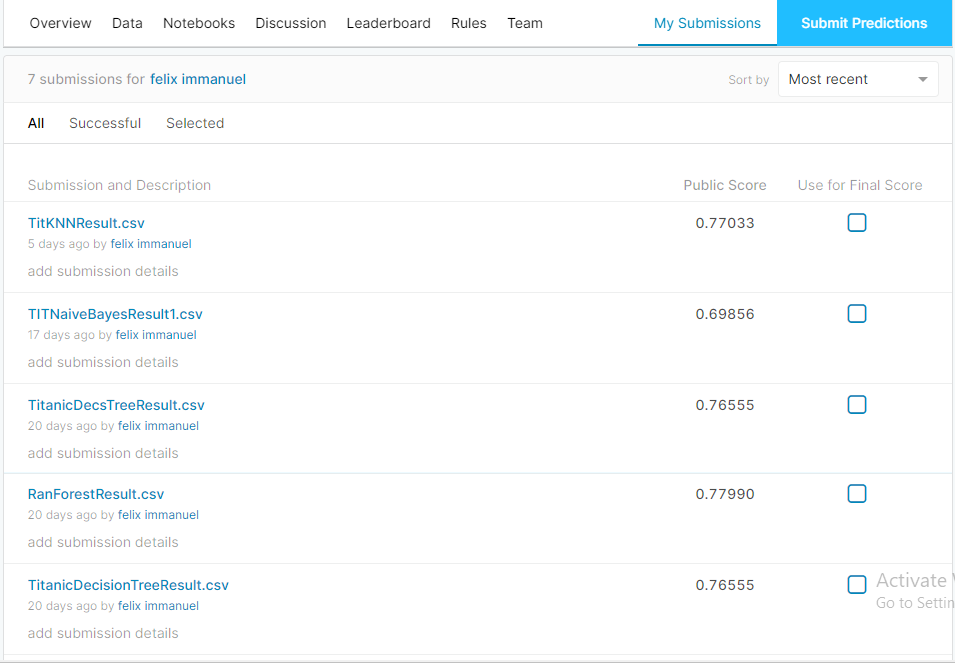 Overview Data Notebooks Discussion Leaderboard Rules Team My Submissions Submit Predictions
7 submissions for felix immanuel Sort by Most recent
All Successful Selected
Submission and Description Public Score Use for Final Score
TitKNNResult.csv 0.77033
5 days ago by felix immanuel
add submission details
TITNaiveBayesResult1.csv 0.69856
17 days ago by felix immanuel
add submission details
TitanicDecsTreeResult.csv 0.76555
20 days ago by felix immanuel
add submission details
RanForestResult.csv 0.77990
20 days ago by felix immanuel
add submission details
TitanicDecisionTreeResult.csv 0.76555
Activate
20 days ago by felix immanuel
Go to Settin
add submission details